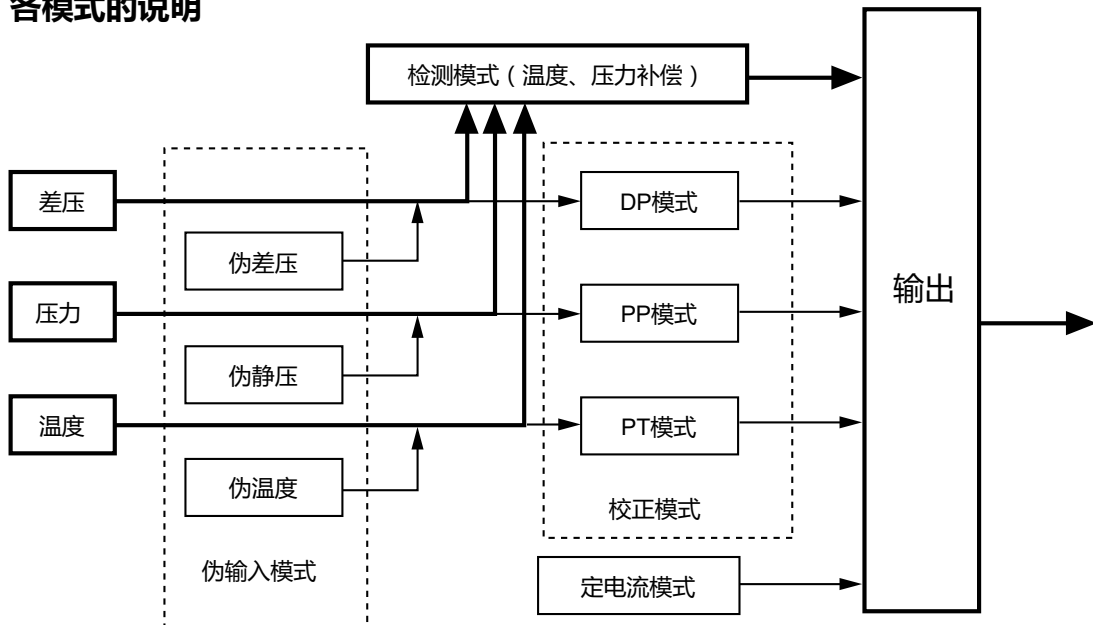 各模式的说明
检测模式（温度、压力补偿）
差压
DP模式
伪差压
压力
PP模式
输出
伪静压
温度
PT模式
伪温度
校正模式
伪输入模式
定电流模式